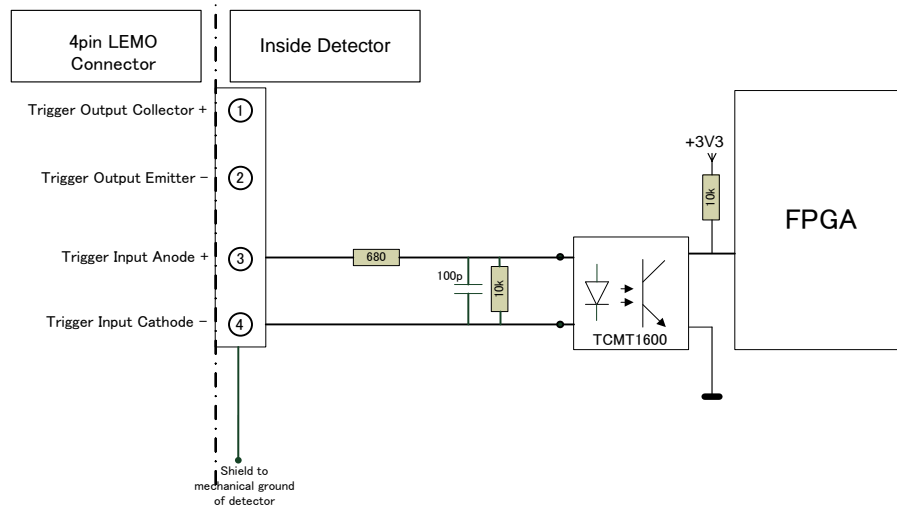 4pin LEMO
Connector
Inside Detector
Trigger Output Collector +
1
Trigger Output Emitter -
2
+3V3
10k
FPGA
Trigger Input Anode +
3
680
100p
10k
Trigger Input Cathode -
4
TCMT1600
Shield to
mechanical ground
of detector